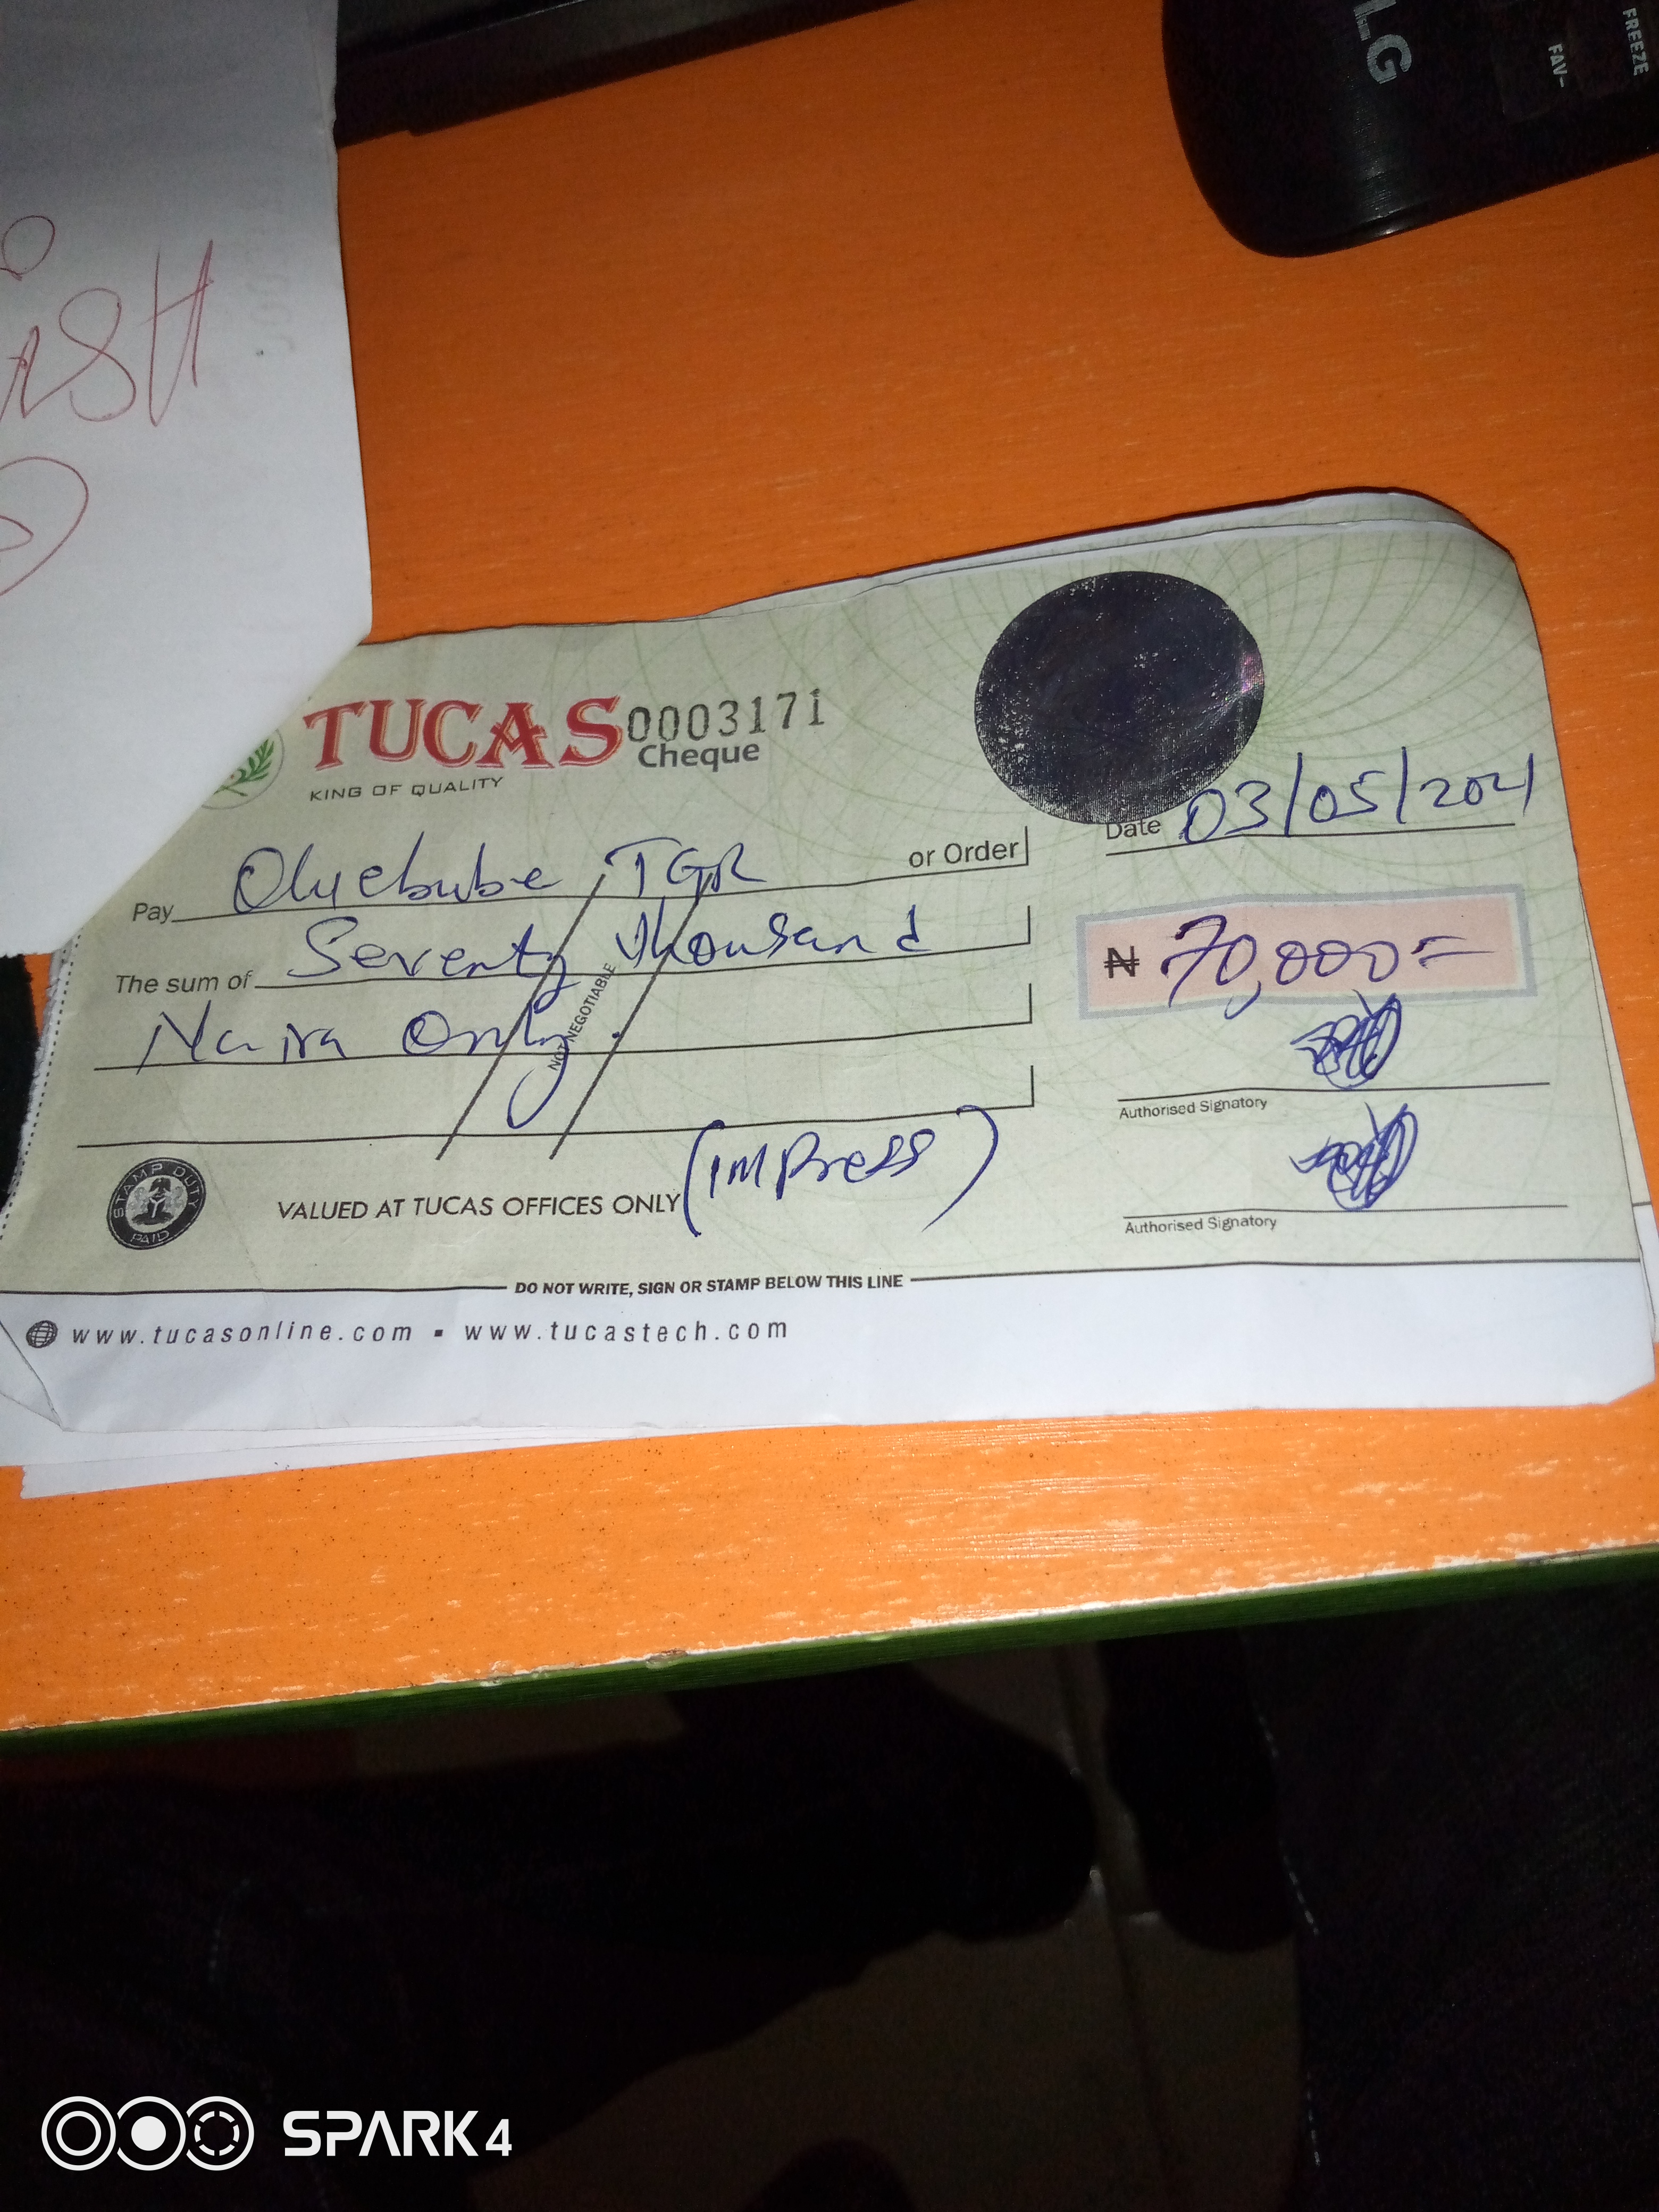 LG
FREEZE
FAV-
TUCAS 0003171
Cheque
KING OF QUALITY
Date 03/05/2021
Pay Oluebube TGR or Order
The sum of Seventy thousand
Naira Only.
₦ 70,000=
NOT NEGOTIABLE
Authorised Signatory
Authorised Signatory
STAMP DUTY
PAID
VALUED AT TUCAS OFFICES ONLY (IMPress)
DO NOT WRITE, SIGN OR STAMP BELOW THIS LINE
www.tucasonline.com ▪ www.tucastech.com
SPARK 4